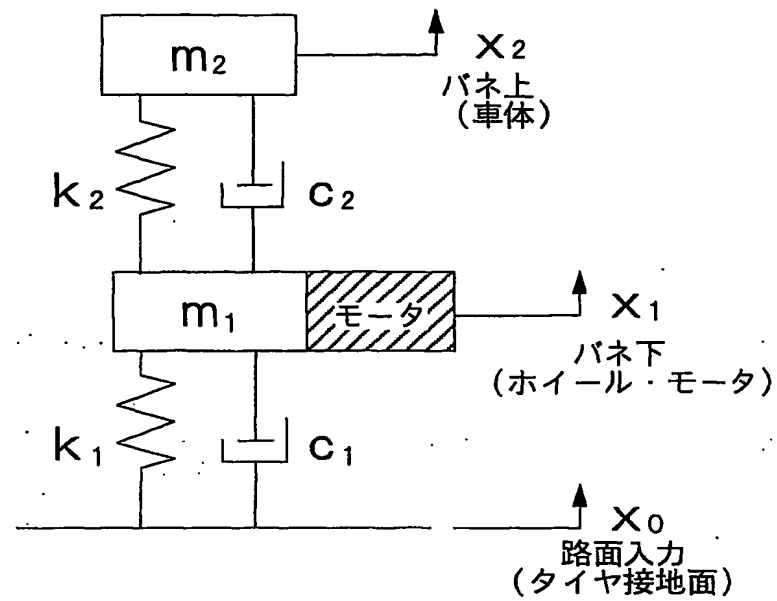 m₂
x₂
バネ上
(車体)
k₂
c₂
m₁
モータ
x₁
バネ下
(ホイール・モータ)
k₁
c₁
x₀
路面入力
(タイヤ接地面)